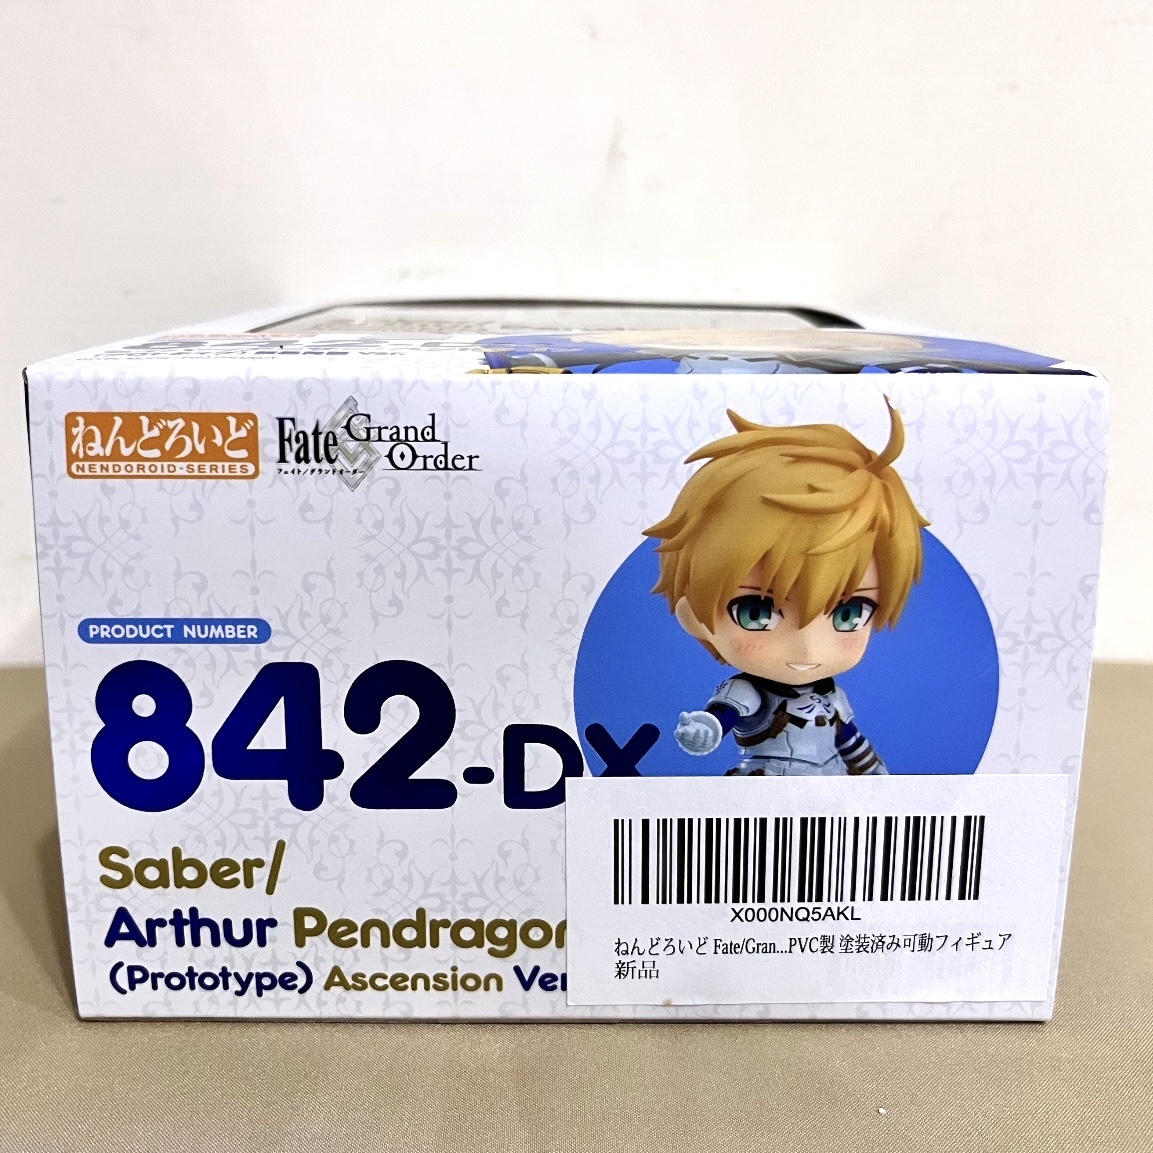 ねんどろいど
NENDOROID-SERIES
Fate
Grand
Order
フェイト/グランドオーダー
PRODUCT NUMBER
842-DX
Saber/
Arthur Pendragon
(Prototype) Ascension Ver
X000NQ5AKL
ねんどろいど Fate/Gran...PVC製 塗装済み可動フィギュア
新品